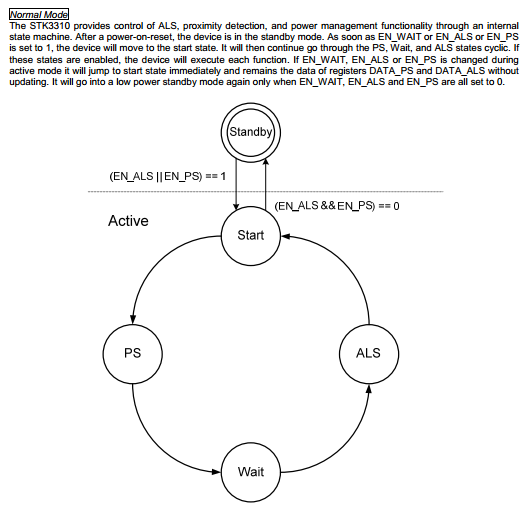 Normal Mode
The STK3310 provides control of ALS, proximity detection, and power management functionality through an internal
state machine. After a power-on-reset, the device is in the standby mode. As soon as EN_WAIT or EN_ALS or EN_PS
is set to 1, the device will move to the start state. It will then continue go through the PS, Wait, and ALS states cyclic. If
these states are enabled, the device will execute each function. If EN_WAIT, EN_ALS or EN_PS is changed during
active mode it will jump to start state immediately and remains the data of registers DATA_PS and DATA_ALS without
updating. It will go into a low power standby mode again only when EN_WAIT, EN_ALS and EN_PS are all set to 0.
Standby
(EN_ALS || EN_PS) == 1
(EN_ALS && EN_PS) == 0
Active
Start
PS
ALS
Wait